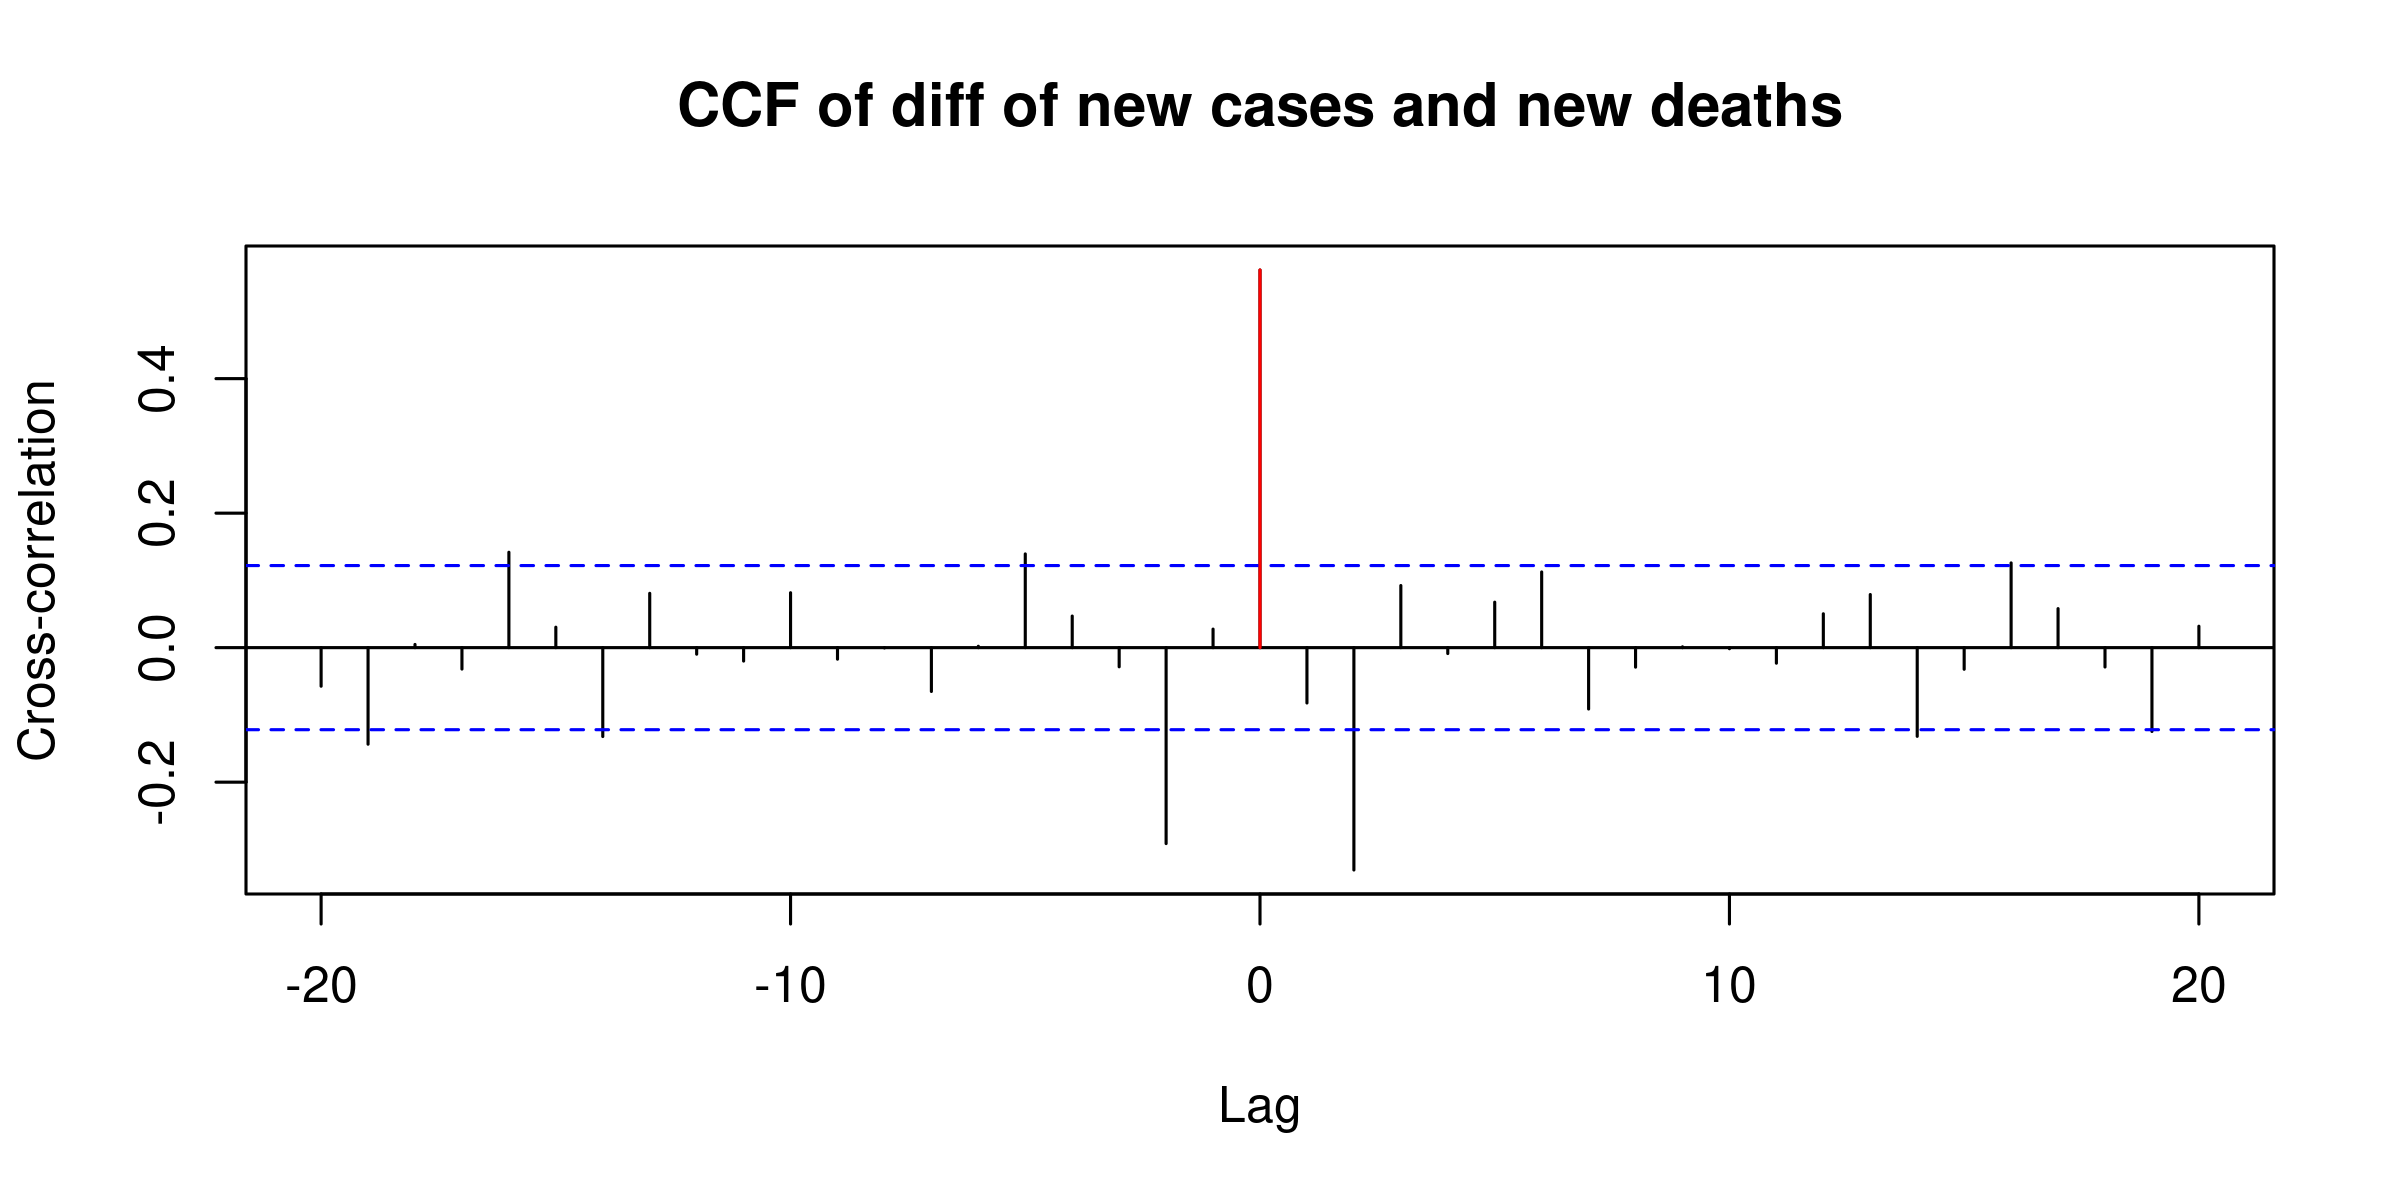 CCF of diff of new cases and new deaths
Cross-correlation
0.4
0.2
0.0
-0.2
-20 -10 0 10 20
Lag